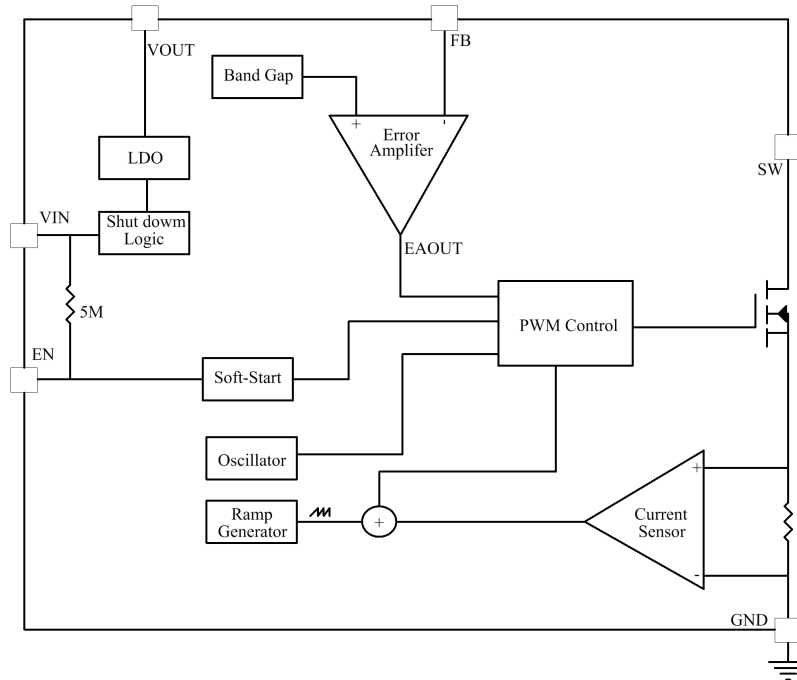 VOUT
FB
Band Gap
+
-
Error
Amplifer
LDO
SW
VIN
Shut dowm
Logic
EAOUT
5M
PWM Control
EN
Soft-Start
Oscillator
+
Ramp
Generator
+
Current
Sensor
-
GND